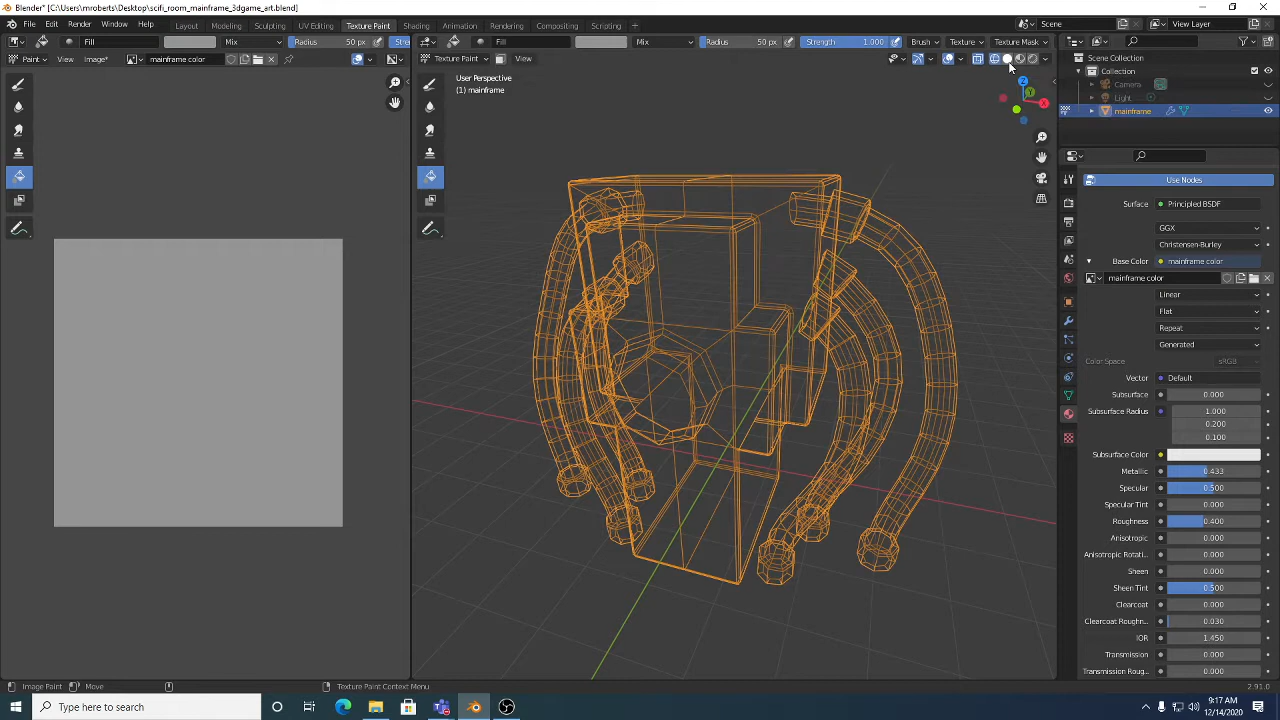 Blender* [C:\Users\mroberts\Desktop\scifi_room_mainframe_3dgame_art.blend]
File Edit Render Window Help Layout Modeling Sculpting UV Editing Texture Paint Shading Animation Rendering Compositing Scripting Scene View Layer
Fill Mix Radius 50 px Fill Mix Radius 50 px Strength 1.000 Brush Texture Texture Mask
Paint View Image* mainframe color Texture Paint View
Scene Collection
Collection
Camera
Light
mainframe
User Perspective
(1) mainframe
Z
Y
X
Use Nodes
Surface Principled BSDF
GGX
Christensen-Burley
Base Color mainframe color
mainframe color
Linear
Flat
Repeat
Generated
Color Space sRGB
Vector Default
Subsurface 0.000
Subsurface Radius 1.000
0.200
0.100
Subsurface Color
Metallic 0.433
Specular 0.500
Specular Tint 0.000
Roughness 0.400
Anisotropic 0.000
Anisotropic Rotati... 0.000
Sheen 0.000
Sheen Tint 0.500
Clearcoat 0.000
Clearcoat Roughn... 0.030
IOR 1.450
Transmission 0.000
Transmission Roug... 0.000
Image Paint Move Texture Paint Context Menu 2.91.0
Type here to search
9:17 AM
12/14/2020